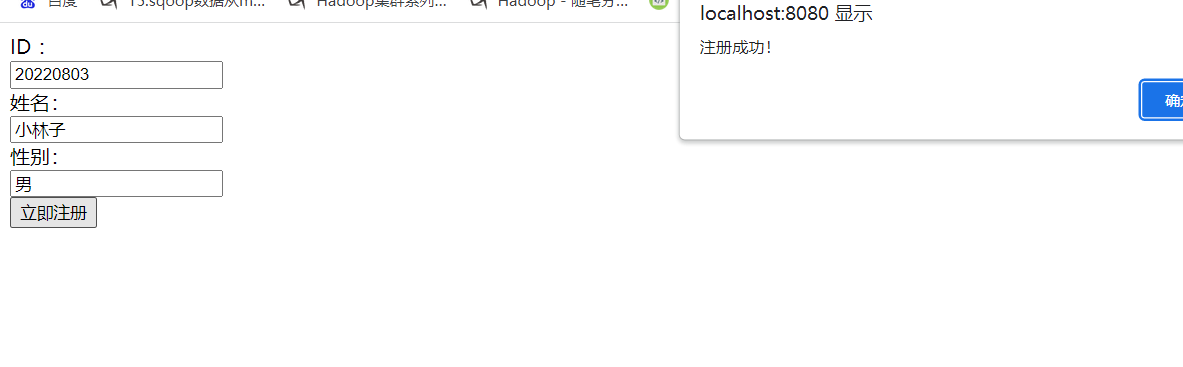 百度 15.sqoop数据从m... Hadoop集群系列... Hadoop - 随笔分...
localhost:8080 显示
注册成功！
确定
ID ：
20220803
姓名：
小林子
性别：
男
立即注册